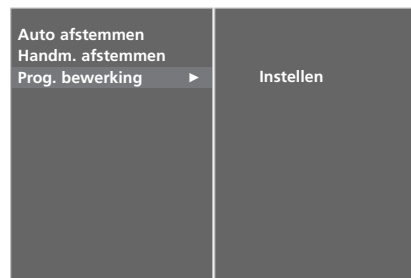 Auto afstemmen
Handm. afstemmen
Prog. bewerking ►
Instellen